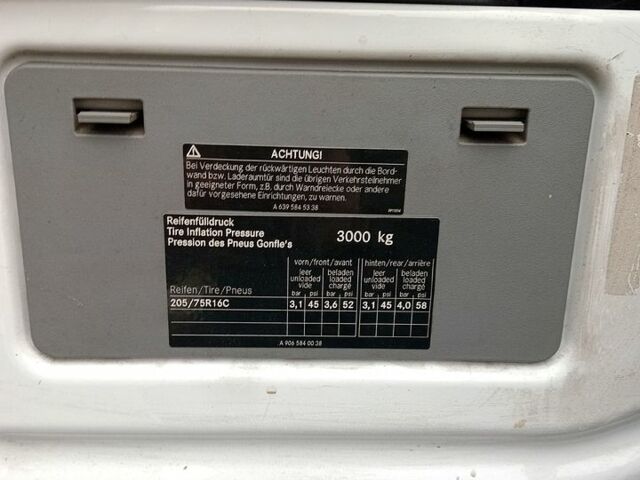 ACHTUNG!
Bei Verdeckung der rückwärtigen Leuchten durch die Bord-
wand bzw. Laderaumtür sind die übrigen Verkehrsteilnehmer
in geeigneter Form, z.B. durch Warndreiecke oder andere
dafür vorgesehene Einrichtungen, zu warnen.
A 639 584 53 38
Reifenfülldruck
Tire Inflation Pressure 3000 kg
Pression des Pneus Gonfle's
vorn/front/avant hinten/rear/arrière
leer beladen leer beladen
unloaded loaded unloaded loaded
vide chargé vide chargé
Reifen/Tire/Pneus bar psi bar psi bar psi bar psi
205/75R16C 3,1 45 3,6 52 3,1 45 4,0 58
A 906 584 00 38